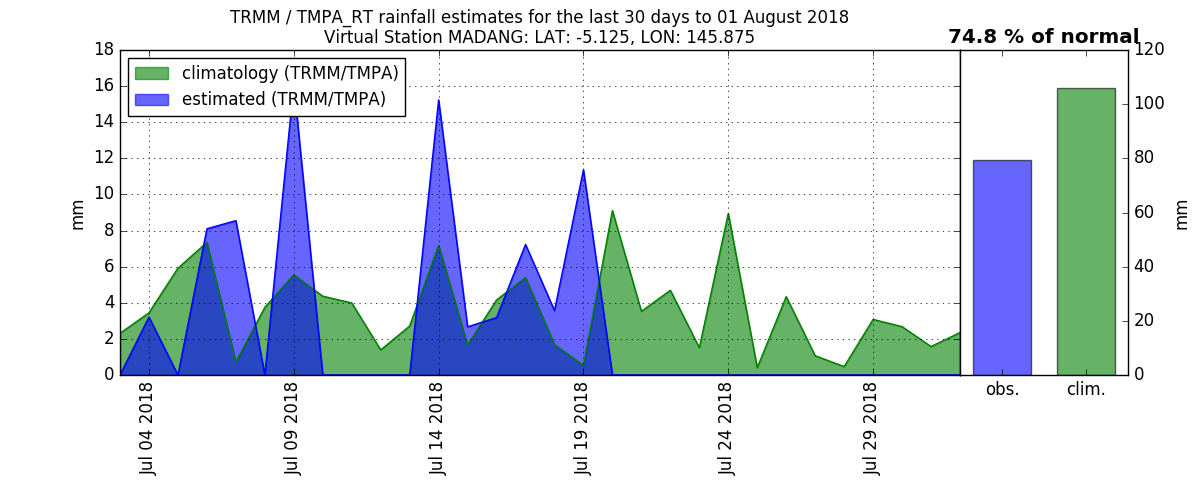 TRMM / TMPA_RT rainfall estimates for the last 30 days to 01 August 2018
Virtual Station MADANG: LAT: -5.125, LON: 145.875
74.8 % of normal
climatology (TRMM/TMPA)
estimated (TRMM/TMPA)
18
16
14
12
10
8
6
4
2
0
mm
Jul 04 2018
Jul 09 2018
Jul 14 2018
Jul 19 2018
Jul 24 2018
Jul 29 2018
120
100
80
60
40
20
0
mm
obs.
clim.